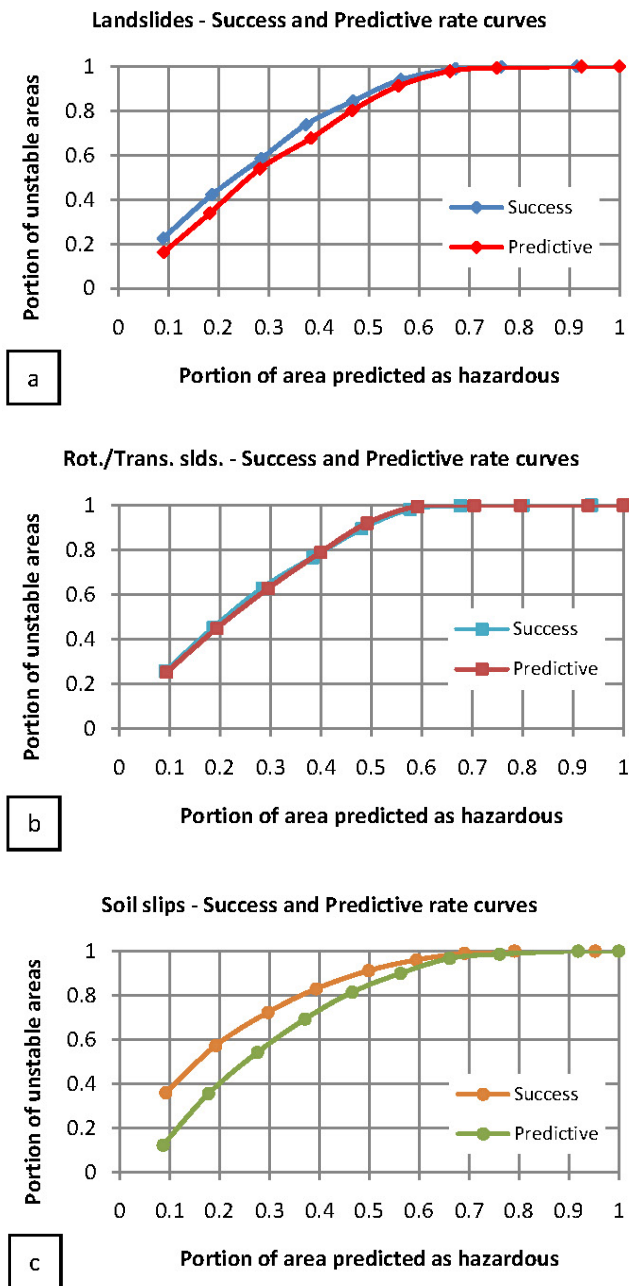 Landslides - Success and Predictive rate curves
Portion of unstable areas
1
0.8
0.6
0.4
0.2
0
Success
Predictive
0 0.1 0.2 0.3 0.4 0.5 0.6 0.7 0.8 0.9 1
Portion of area predicted as hazardous
a
Rot./Trans. slds. - Success and Predictive rate curves
Portion of unstable areas
1
0.8
0.6
0.4
0.2
0
Success
Predictive
0 0.1 0.2 0.3 0.4 0.5 0.6 0.7 0.8 0.9 1
Portion of area predicted as hazardous
b
Soil slips - Success and Predictive rate curves
Portion of unstable areas
1
0.8
0.6
0.4
0.2
0
Success
Predictive
0 0.1 0.2 0.3 0.4 0.5 0.6 0.7 0.8 0.9 1
Portion of area predicted as hazardous
c